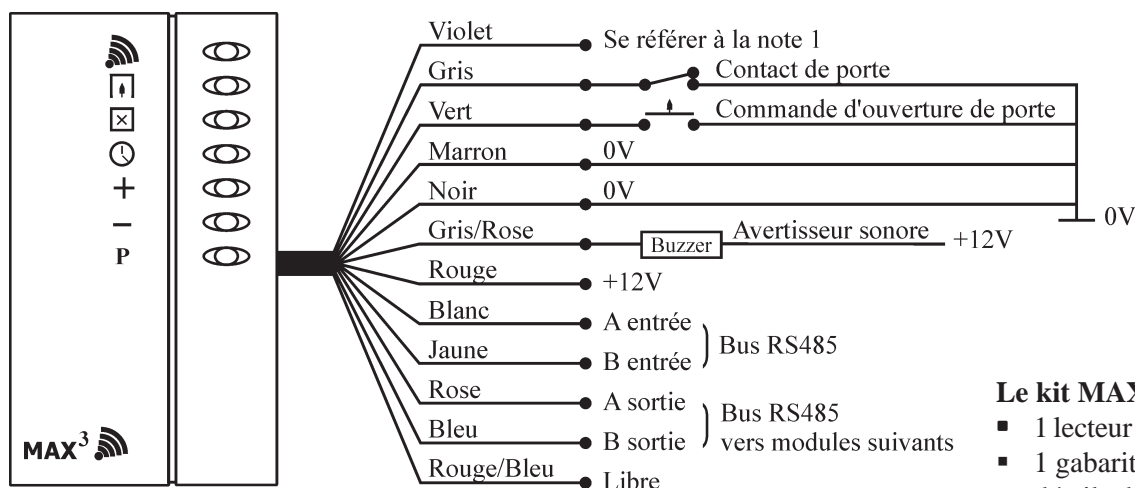 Violet
Se référer à la note 1
Gris
Contact de porte
Vert
Commande d'ouverture de porte
Marron
0V
Noir
0V
0V
Gris/Rose
Buzzer
Avertisseur sonore
+12V
Rouge
+12V
Blanc
A entrée
Bus RS485
Jaune
B entrée
Rose
A sortie
Bus RS485
Bleu
B sortie
vers modules suivants
Rouge/Bleu
Libre
+
−
P
MAX3
Le kit MAX
■ 1 lecteur
■ 1 gabarit